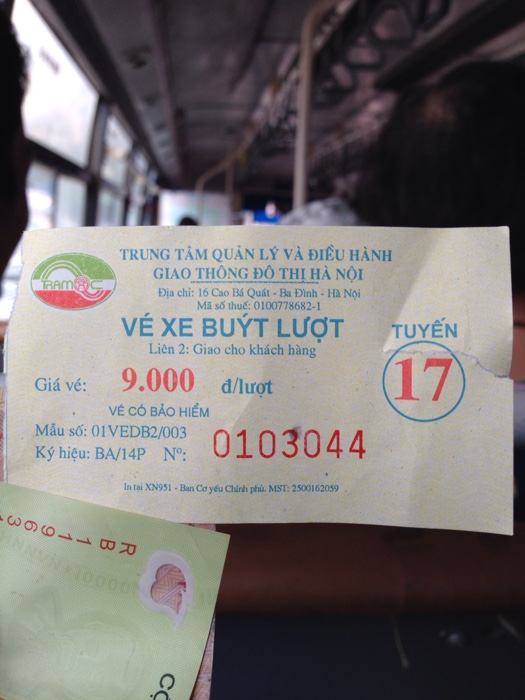 TRAMOC
TRUNG TÂM QUẢN LÝ VÀ ĐIỀU HÀNH
GIAO THÔNG ĐÔ THỊ HÀ NỘI
Địa chỉ: 16 Cao Bá Quát - Ba Đình - Hà Nội
Mã số thuế: 0100778682-1
VÉ XE BUÝT LƯỢT
Liên 2: Giao cho khách hàng
TUYẾN
17
Giá vé: 9.000 đ/lượt
VÉ CÓ BẢO HIỂM
Mẫu số: 01VEDB2/003
Ký hiệu: BA/14P Nº: 0103044
In tại XN951 - Ban Cơ yếu Chính phủ. MST: 2500162059
RB 11963
CỘ